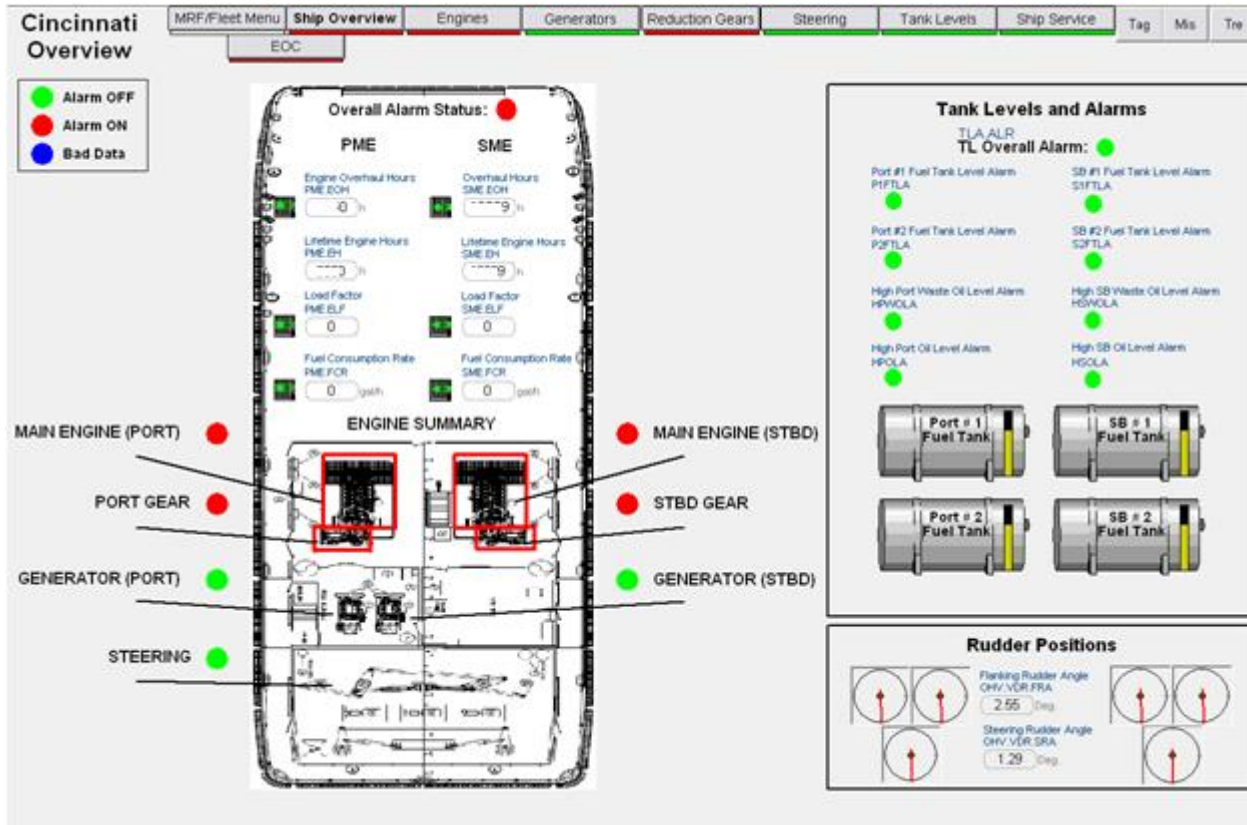 Cincinnati
Overview
MRF/Fleet Menu
Ship Overview
Engines
Generators
Reduction Gears
Steering
Tank Levels
Ship Service
Tag
Mis
Tre
EOC
Alarm OFF
Alarm ON
Bad Data
Overall Alarm Status:
PME
SME
Engine Overhaul Hours
PME.EOH
h
Overhaul Hours
SME.EOH
9 h
Lifetime Engine Hours
PME.EH
h
Lifetime Engine Hours
SME.EH
9 h
Load Factor
PME.ELF
0
Load Factor
SME.ELF
0
Fuel Consumption Rate
PME.FCR
0 gal/h
Fuel Consumption Rate
SME.FCR
0 gal/h
ENGINE SUMMARY
MAIN ENGINE (PORT)
MAIN ENGINE (STBD)
PORT GEAR
STBD GEAR
GENERATOR (PORT)
GENERATOR (STBD)
STEERING
Tank Levels and Alarms
TLA.ALR
TL Overall Alarm:
Port #1 Fuel Tank Level Alarm
P1FTLA
SB #1 Fuel Tank Level Alarm
S1FTLA
Port #2 Fuel Tank Level Alarm
P2FTLA
SB #2 Fuel Tank Level Alarm
S2FTLA
High Port Waste Oil Level Alarm
HPWOLA
High SB Waste Oil Level Alarm
HSWOLA
High Port Oil Level Alarm
HPOLA
High SB Oil Level Alarm
HSOLA
Port # 1
Fuel Tank
SB # 1
Fuel Tank
Port # 2
Fuel Tank
SB # 2
Fuel Tank
Rudder Positions
Flanking Rudder Angle
OHV.VDR.FRA
2.55 Deg.
Steering Rudder Angle
OHV.VDR.SRA
1.29 Deg.